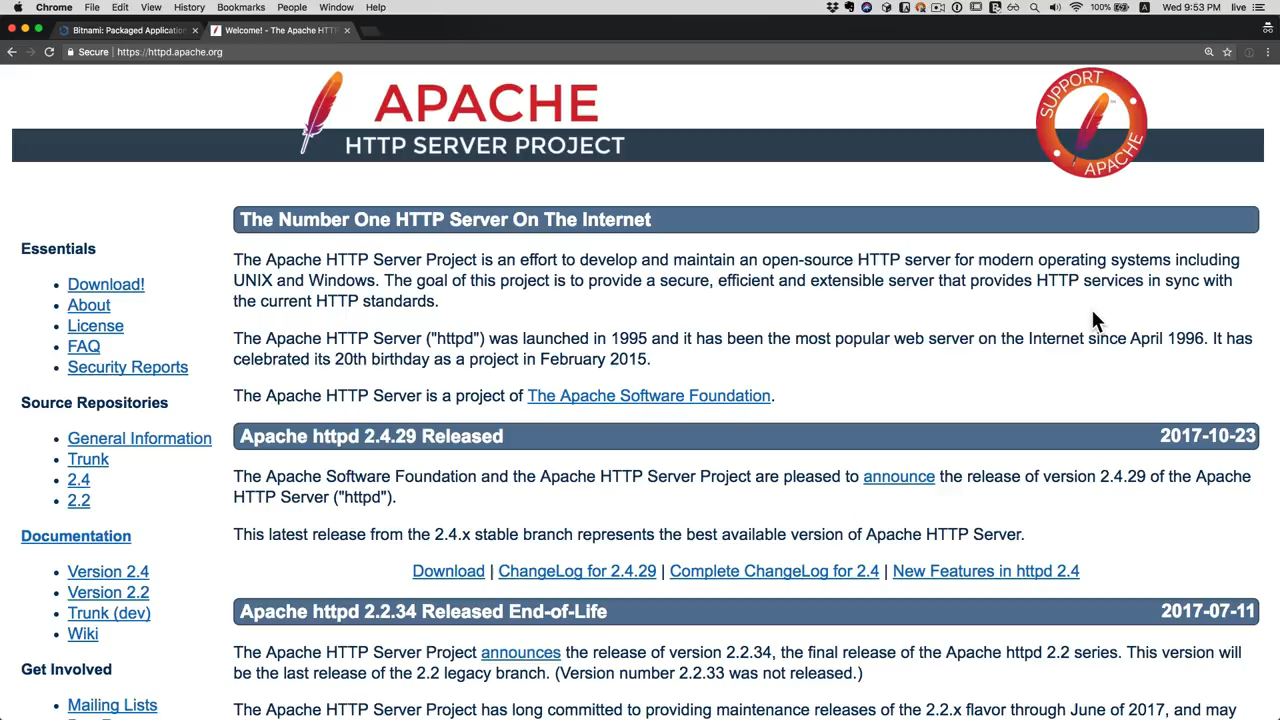 Chrome File Edit View History Bookmarks People Window Help 100% Wed 9:53 PM live
Bitnami: Packaged Application
Welcome! - The Apache HTT
Secure https://httpd.apache.org
APACHE
HTTP SERVER PROJECT
SUPPORT
APACHE
The Number One HTTP Server On The Internet
The Apache HTTP Server Project is an effort to develop and maintain an open-source HTTP server for modern operating systems including
UNIX and Windows. The goal of this project is to provide a secure, efficient and extensible server that provides HTTP services in sync with
the current HTTP standards.
The Apache HTTP Server ("httpd") was launched in 1995 and it has been the most popular web server on the Internet since April 1996. It has
celebrated its 20th birthday as a project in February 2015.
The Apache HTTP Server is a project of The Apache Software Foundation.
Apache httpd 2.4.29 Released 2017-10-23
The Apache Software Foundation and the Apache HTTP Server Project are pleased to announce the release of version 2.4.29 of the Apache
HTTP Server ("httpd").
This latest release from the 2.4.x stable branch represents the best available version of Apache HTTP Server.
Download | ChangeLog for 2.4.29 | Complete ChangeLog for 2.4 | New Features in httpd 2.4
Apache httpd 2.2.34 Released End-of-Life 2017-07-11
The Apache HTTP Server Project announces the release of version 2.2.34, the final release of the Apache httpd 2.2 series. This version will
be the last release of the 2.2 legacy branch. (Version number 2.2.33 was not released.)
The Apache HTTP Server Project has long committed to providing maintenance releases of the 2.2.x flavor through June of 2017, and may
Essentials
Download!
About
License
FAQ
Security Reports
Source Repositories
General Information
Trunk
2.4
2.2
Documentation
Version 2.4
Version 2.2
Trunk (dev)
Wiki
Get Involved
Mailing Lists